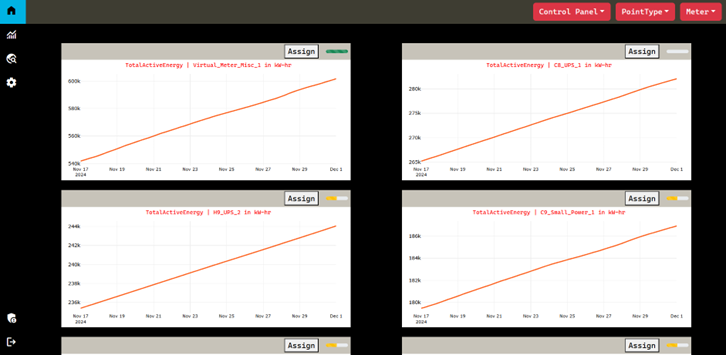 Control Panel PointType Meter
Assign
TotalActiveEnergy | Virtual_Meter_Misc_1 in kW-hr
600k
580k
560k
540k
Nov 17 Nov 19 Nov 21 Nov 23 Nov 25 Nov 27 Nov 29 Dec 1
2024
Assign
TotalActiveEnergy | C8_UPS_1 in kW-hr
280k
275k
270k
265k
Nov 17 Nov 19 Nov 21 Nov 23 Nov 25 Nov 27 Nov 29 Dec 1
2024
Assign
TotalActiveEnergy | H9_UPS_2 in kW-hr
244k
242k
240k
238k
236k
Nov 17 Nov 19 Nov 21 Nov 23 Nov 25 Nov 27 Nov 29 Dec 1
2024
Assign
TotalActiveEnergy | C9_Small_Power_1 in kW-hr
186k
184k
182k
180k
Nov 17 Nov 19 Nov 21 Nov 23 Nov 25 Nov 27 Nov 29 Dec 1
2024
Assign
Assign